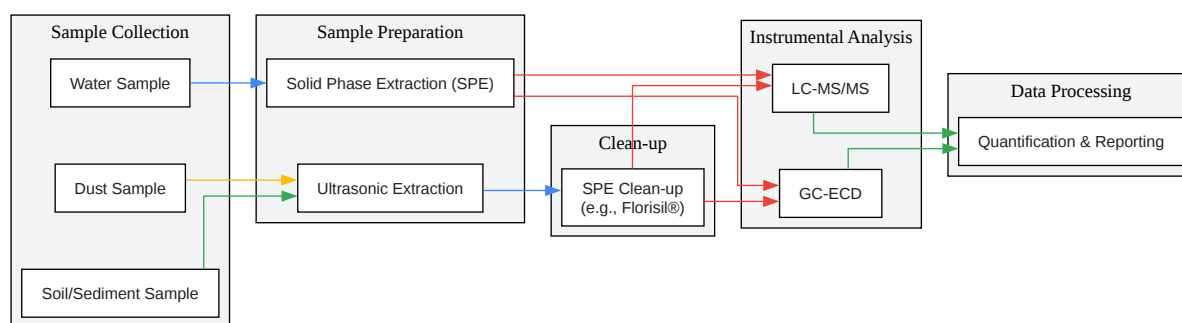 Sample Collection
Water Sample
Dust Sample
Soil/Sediment Sample
Sample Preparation
Solid Phase Extraction (SPE)
Ultrasonic Extraction
Clean-up
SPE Clean-up
(e.g., Florisil®)
Instrumental Analysis
LC-MS/MS
GC-ECD
Data Processing
Quantification & Reporting